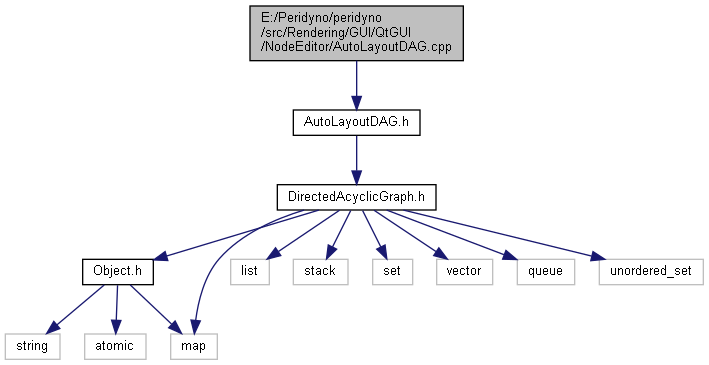 E:/Peridyno/peridyno
/src/Rendering/GUI/QtGUI
/NodeEditor/AutoLayoutDAG.cpp
AutoLayoutDAG.h
DirectedAcyclicGraph.h
Object.h
list
stack
set
vector
queue
unordered_set
string
atomic
map